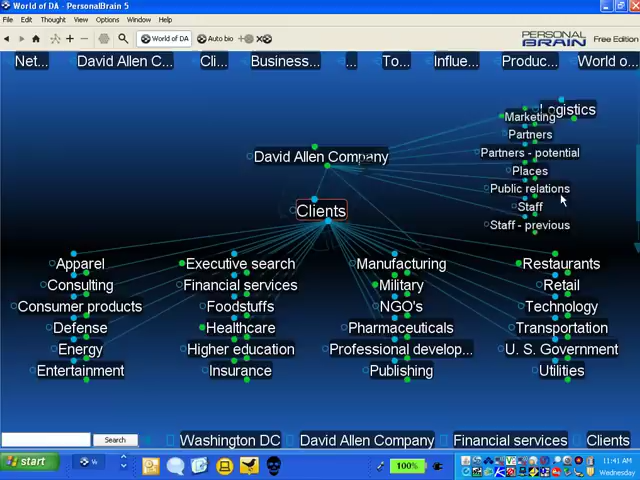 World of DA - PersonalBrain 5
File Edit Thought View Options Window Help
World of DA Auto bio
PERSONAL BRAIN Free Edition
Net... David Allen C... Cli... Business... ... To... Influe... Produc... World o...
Logistics
Marketing
Partners
David Allen Company
Partners - potential
Places
Public relations
Clients
Staff
Staff - previous
Apparel Executive search Manufacturing Restaurants
Consulting Financial services Military Retail
Consumer products Foodstuffs NGO's Technology
Defense Healthcare Pharmaceuticals Transportation
Energy Higher education Professional develop... U. S. Government
Entertainment Insurance Publishing Utilities
Search Washington DC David Allen Company Financial services Clients
start W 100% 11:41 AM
Wednesday